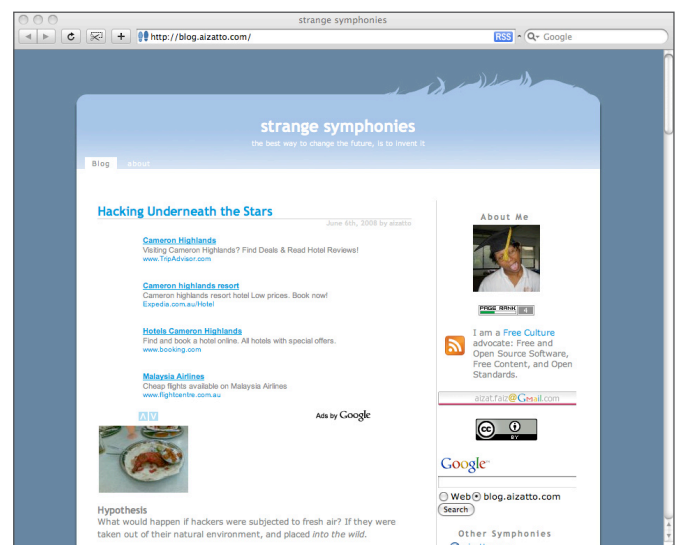 strange symphonies
http://blog.aizatto.com/
RSS
Google
strange symphonies
the best way to change the future, is to invent it
Blog
about
Hacking Underneath the Stars
June 6th, 2008 by aizatto
Cameron Highlands
Visiting Cameron Highlands? Find Deals & Read Hotel Reviews!
www.TripAdvisor.com
Cameron highlands resort
Cameron highlands resort hotel Low prices. Book now!
Expedia.com.au/Hotel
Hotels Cameron Highlands
Find and book a hotel online. All hotels with special offers.
www.booking.com
Malaysia Airlines
Cheap flights available on Malaysia Airlines
www.flightcentre.com.au
Ads by Google
Hypothesis
What would happen if hackers were subjected to fresh air? If they were
taken out of their natural environment, and placed into the wild.
About Me
PAGE RANK 4
I am a Free Culture
advocate: Free and
Open Source Software,
Free Content, and Open
Standards.
aizat.faiz@Gmail.com
cc
BY
Google
Web blog.aizatto.com
Search
Other Symphonies